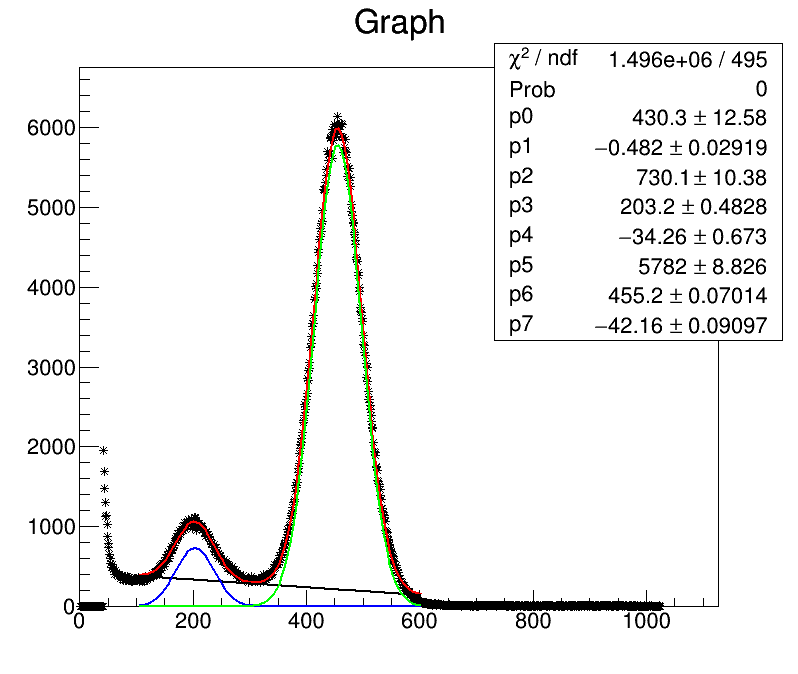 Graph
χ² / ndf 1.496e+06 / 495
Prob 0
p0 430.3 ± 12.58
p1 −0.482 ± 0.02919
p2 730.1 ± 10.38
p3 203.2 ± 0.4828
p4 −34.26 ± 0.673
p5 5782 ± 8.826
p6 455.2 ± 0.07014
p7 −42.16 ± 0.09097
6000
5000
4000
3000
2000
1000
0
0 200 400 600 800 1000